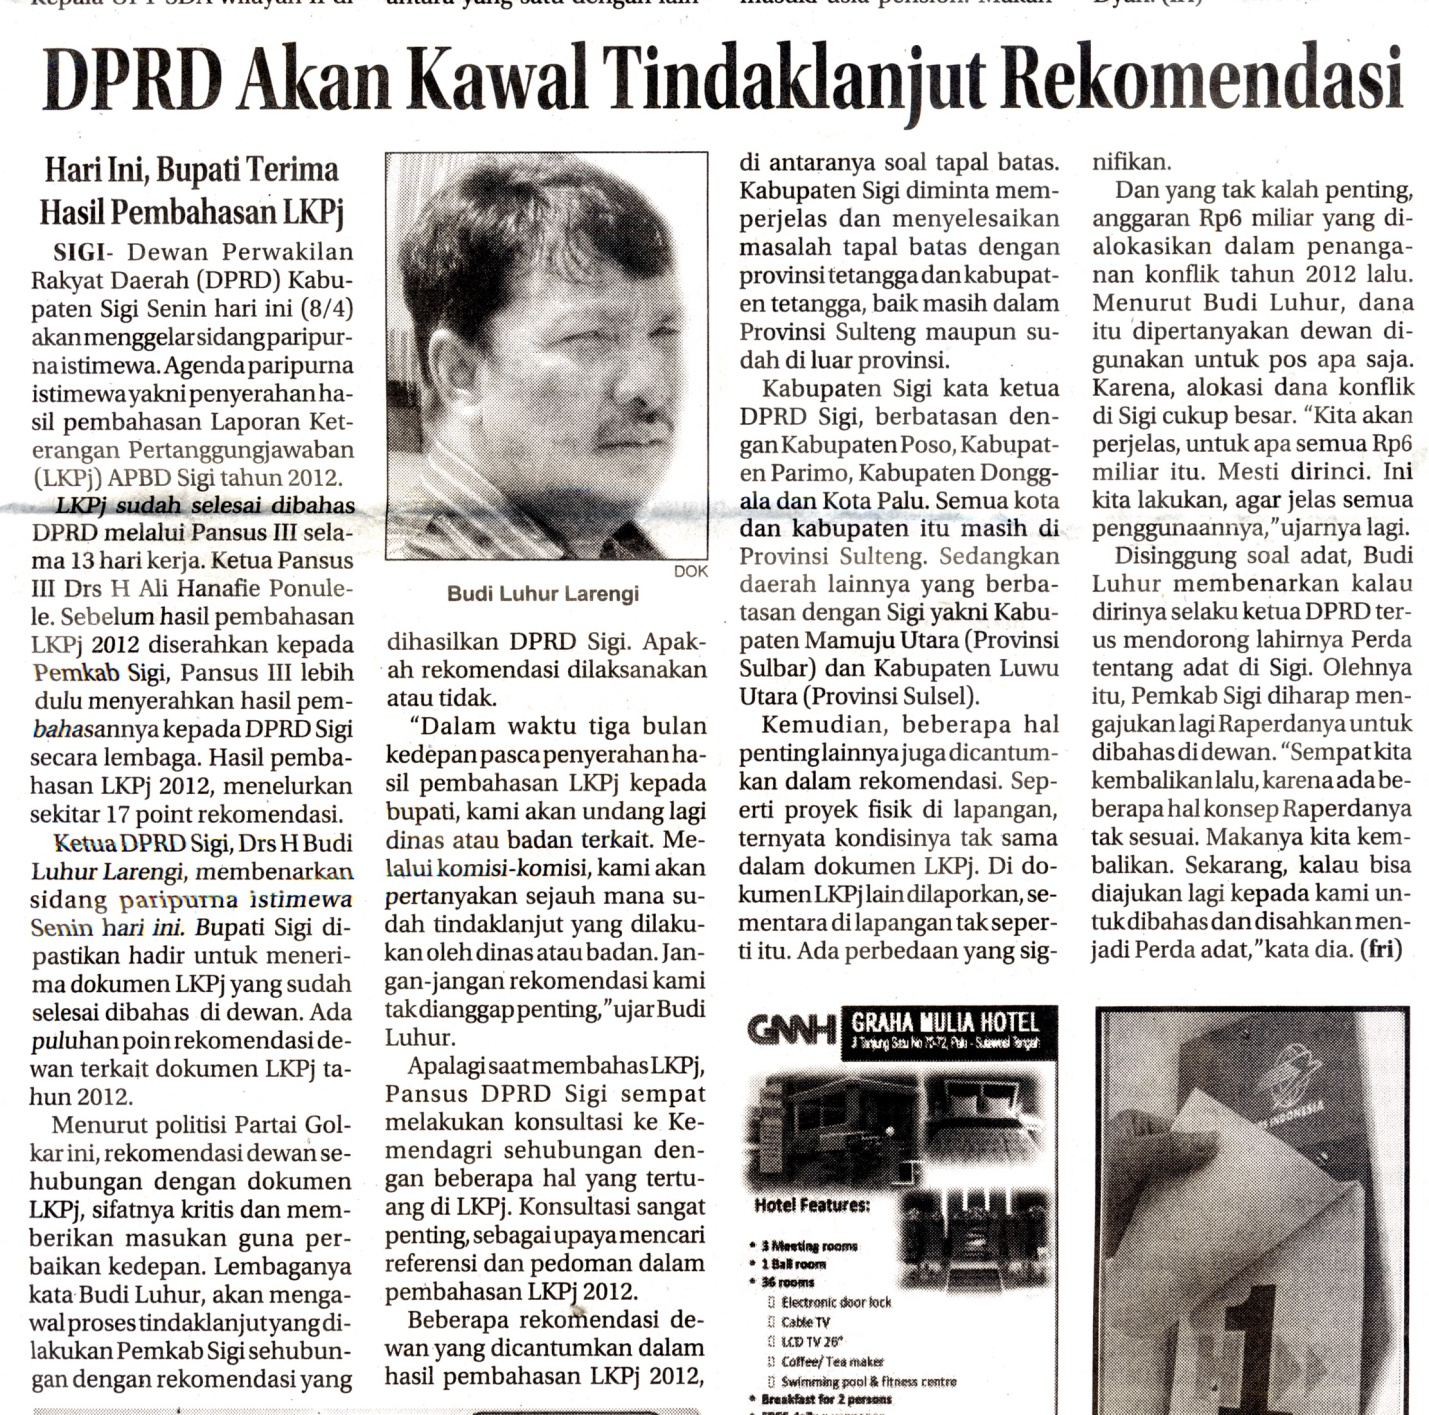 DPRD Akan Kawal Tindaklanjut Rekomendasi
Hari Ini, Bupati Terima
Hasil Pembahasan LKPj
SIGI- Dewan Perwakilan
Rakyat Daerah (DPRD) Kabu-
paten Sigi Senin hari ini (8/4)
akan menggelar sidang paripur-
na istimewa. Agenda paripurna
istimewa yakni penyerahan ha-
sil pembahasan Laporan Ket-
erangan Pertanggungjawaban
(LKPj) APBD Sigi tahun 2012.
LKPj sudah selesai dibahas
DPRD melalui Pansus III sela-
ma 13 hari kerja. Ketua Pansus
III Drs H Ali Hanafie Ponule-
le. Sebelum hasil pembahasan
LKPj 2012 diserahkan kepada
Pemkab Sigi, Pansus III lebih
dulu menyerahkan hasil pem-
bahasannya kepada DPRD Sigi
secara lembaga. Hasil pemba-
hasan LKPj 2012, menelurkan
sekitar 17 point rekomendasi.
Ketua DPRD Sigi, Drs H Budi
Luhur Larengi, membenarkan
sidang paripurna istimewa
Senin hari ini. Bupati Sigi di-
pastikan hadir untuk meneri-
ma dokumen LKPj yang sudah
selesai dibahas di dewan. Ada
puluhan poin rekomendasi de-
wan terkait dokumen LKPj ta-
hun 2012.
Menurut politisi Partai Gol-
kar ini, rekomendasi dewan se-
hubungan dengan dokumen
LKPj, sifatnya kritis dan mem-
berikan masukan guna per-
baikan kedepan. Lembaganya
kata Budi Luhur, akan menga-
wal proses tindaklanjut yang di-
lakukan Pemkab Sigi sehubun-
gan dengan rekomendasi yang
DOK
Budi Luhur Larengi
dihasilkan DPRD Sigi. Apak-
ah rekomendasi dilaksanakan
atau tidak.
"Dalam waktu tiga bulan
kedepan pasca penyerahan ha-
sil pembahasan LKPj kepada
bupati, kami akan undang lagi
dinas atau badan terkait. Me-
lalui komisi-komisi, kami akan
pertanyakan sejauh mana su-
dah tindaklanjut yang dilaku-
kan oleh dinas atau badan. Jan-
gan-jangan rekomendasi kami
tak dianggap penting," ujar Budi
Luhur.
Apalagi saat membahas LKPj,
Pansus DPRD Sigi sempat
melakukan konsultasi ke Ke-
mendagri sehubungan den-
gan beberapa hal yang tertu-
ang di LKPj. Konsultasi sangat
penting, sebagai upaya mencari
referensi dan pedoman dalam
pembahasan LKPj 2012.
Beberapa rekomendasi de-
wan yang dicantumkan dalam
hasil pembahasan LKPj 2012,
di antaranya soal tapal batas.
Kabupaten Sigi diminta mem-
perjelas dan menyelesaikan
masalah tapal batas dengan
provinsi tetangga dan kabupat-
en tetangga, baik masih dalam
Provinsi Sulteng maupun su-
dah di luar provinsi.
Kabupaten Sigi kata ketua
DPRD Sigi, berbatasan den-
gan Kabupaten Poso, Kabupat-
en Parimo, Kabupaten Dongg-
ala dan Kota Palu. Semua kota
dan kabupaten itu masih di
Provinsi Sulteng. Sedangkan
daerah lainnya yang berba-
tasan dengan Sigi yakni Kabu-
paten Mamuju Utara (Provinsi
Sulbar) dan Kabupaten Luwu
Utara (Provinsi Sulsel).
Kemudian, beberapa hal
penting lainnya juga dicantum-
kan dalam rekomendasi. Sep-
erti proyek fisik di lapangan,
ternyata kondisinya tak sama
dalam dokumen LKPj. Di do-
kumen LKPj lain dilaporkan, se-
mentara di lapangan tak seper-
ti itu. Ada perbedaan yang sig-
nifikan.
Dan yang tak kalah penting,
anggaran Rp6 miliar yang di-
alokasikan dalam penanga-
nan konflik tahun 2012 lalu.
Menurut Budi Luhur, dana
itu dipertanyakan dewan di-
gunakan untuk pos apa saja.
Karena, alokasi dana konflik
di Sigi cukup besar. "Kita akan
perjelas, untuk apa semua Rp6
miliar itu. Mesti dirinci. Ini
kita lakukan, agar jelas semua
penggunaannya,"ujarnya lagi.
Disinggung soal adat, Budi
Luhur membenarkan kalau
dirinya selaku ketua DPRD ter-
us mendorong lahirnya Perda
tentang adat di Sigi. Olehnya
itu, Pemkab Sigi diharap men-
gajukan lagi Raperdanya untuk
dibahas di dewan. "Sempat kita
kembalikan lalu, karena ada be-
berapa hal konsep Raperdanya
tak sesuai. Makanya kita kem-
balikan. Sekarang, kalau bisa
diajukan lagi kepada kami un-
tuk dibahas dan disahkan men-
jadi Perda adat,"kata dia. (fri)
GMH GRAHA MULIA HOTEL
Jl Tanjung Satu No 70-72, Palu - Sulawesi Tengah
Hotel Features:
* 3 Meeting rooms
* 1 Ball room
* 36 rooms
Electronic door lock
Cable TV
LCD TV 26"
Coffee/ Tea maker
Swimming pool & fitness centre
* Breakfast for 2 persons
INDONESIA
1